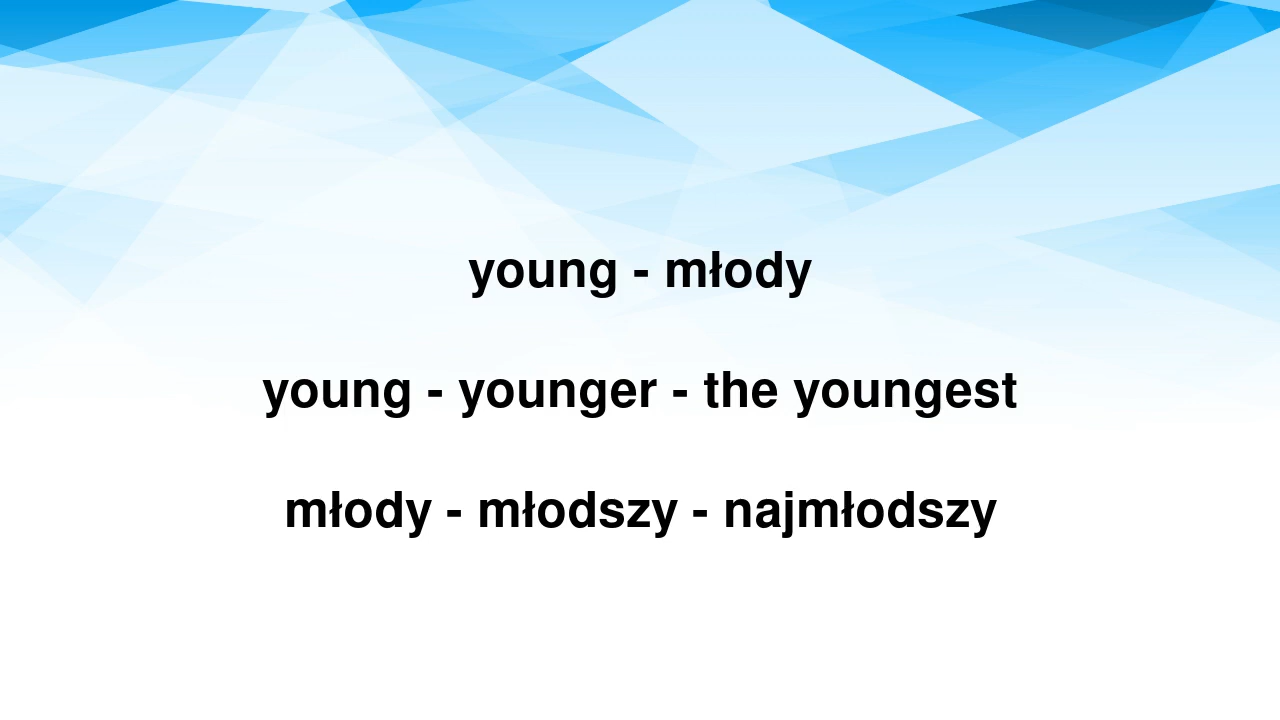 young - młody
young - younger - the youngest
młody - młodszy - najmłodszy